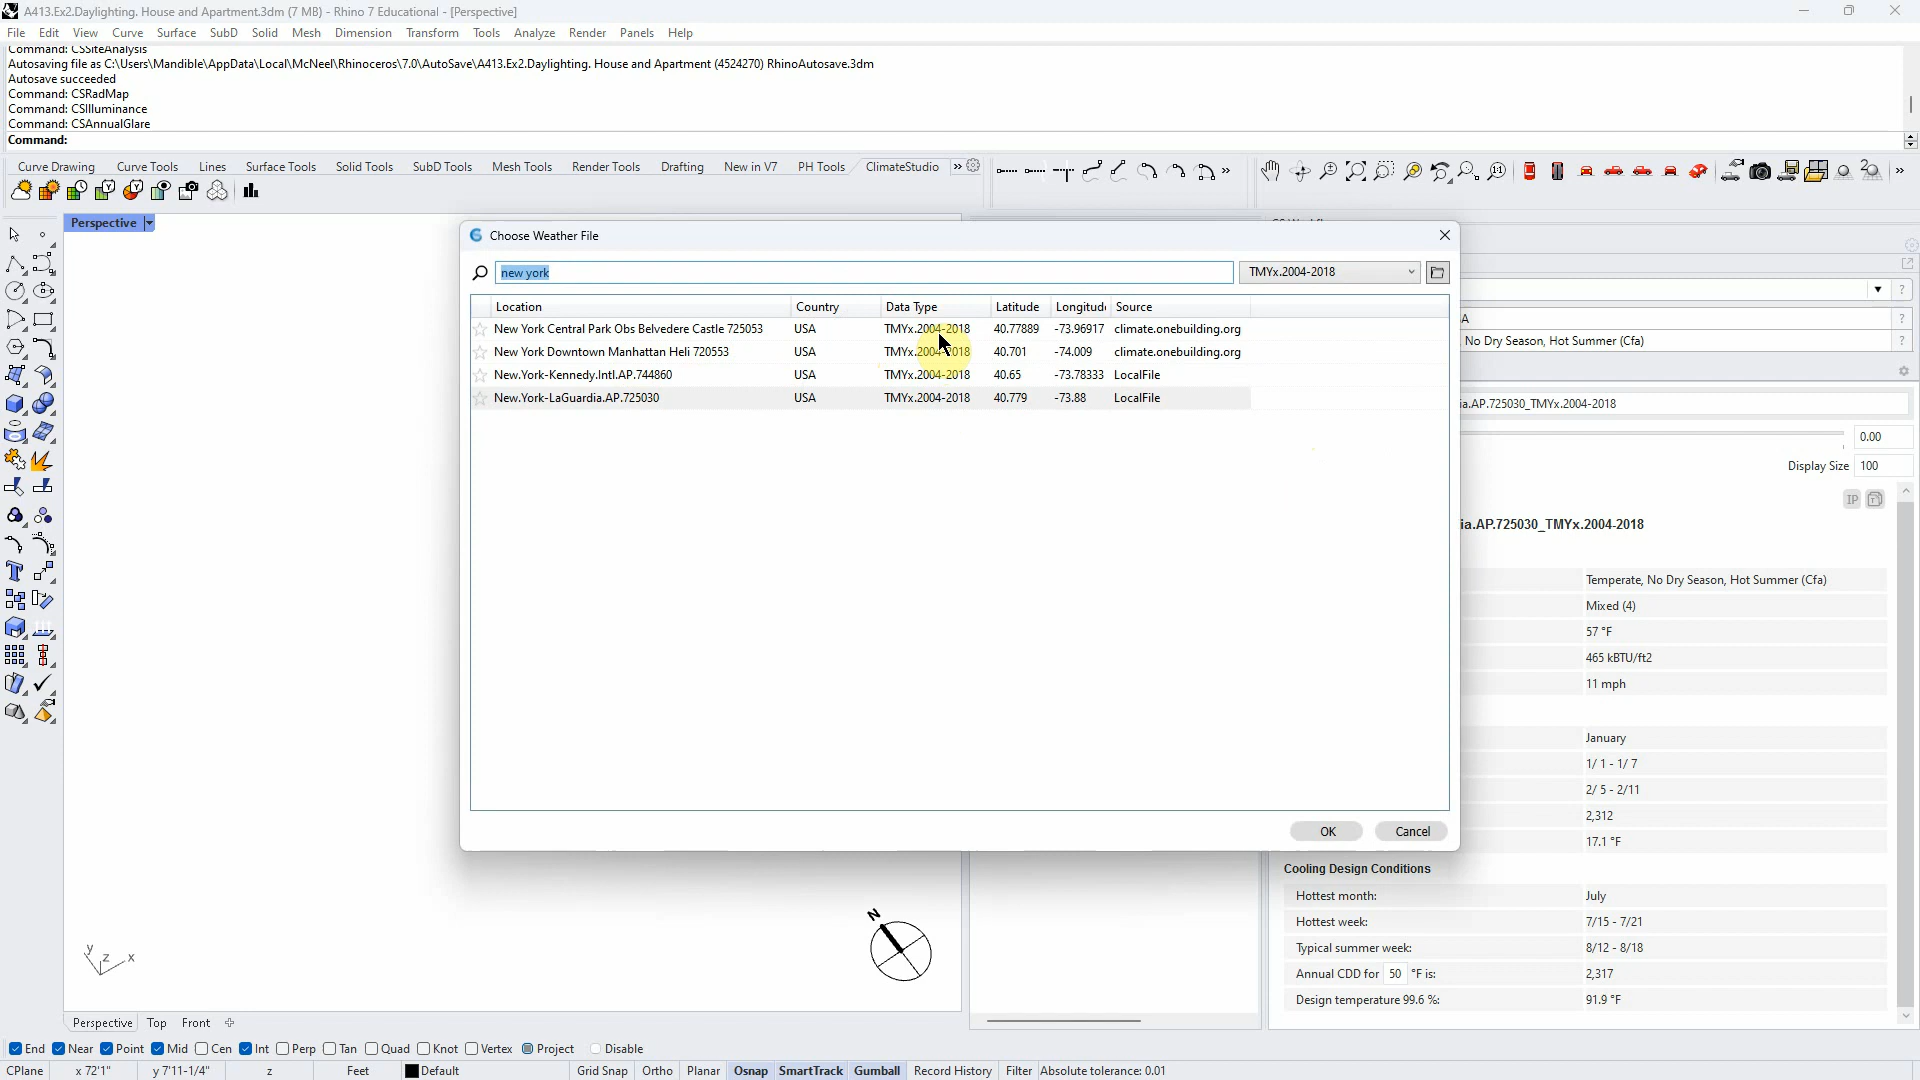 A413.Ex2.Daylighting. House and Apartment.3dm (7 MB) - Rhino 7 Educational - [Perspective]
File Edit View Curve Surface SubD Solid Mesh Dimension Transform Tools Analyze Render Panels Help
Command: CSSiteAnalysis
Autosaving file as C:\Users\Mandible\AppData\Local\McNeel\Rhinoceros\7.0\AutoSave\A413.Ex2.Daylighting. House and Apartment (4524270) RhinoAutosave.3dm
Autosave succeeded
Command: CSRadMap
Command: CSIlluminance
Command: CSAnnualGlare
Command:
Curve Drawing Curve Tools Lines Surface Tools Solid Tools SubD Tools Mesh Tools Render Tools Drafting New in V7 PH Tools ClimateStudio »
Perspective
Choose Weather File
new york
TMYx.2004-2018
Location Country Data Type Latitude Longitud Source
New York Central Park Obs Belvedere Castle 725053 USA TMYx.2004-2018 40.77889 -73.96917 climate.onebuilding.org
New York Downtown Manhattan Heli 720553 USA TMYx.2004-2018 40.701 -74.009 climate.onebuilding.org
New.York-Kennedy.Intl.AP.744860 USA TMYx.2004-2018 40.65 -73.78333 LocalFile
New.York-LaGuardia.AP.725030 USA TMYx.2004-2018 40.779 -73.88 LocalFile
OK Cancel
A ?
No Dry Season, Hot Summer (Cfa) ?
ia.AP.725030_TMYx.2004-2018
0.00
Display Size 100
IP
ia.AP.725030_TMYx.2004-2018
Temperate, No Dry Season, Hot Summer (Cfa)
Mixed (4)
57 °F
465 kBTU/ft2
11 mph
January
1/ 1 - 1/ 7
2/ 5 - 2/11
2,312
17.1 °F
Cooling Design Conditions
Hottest month: July
Hottest week: 7/15 - 7/21
Typical summer week: 8/12 - 8/18
Annual CDD for 50 °F is: 2,317
Design temperature 99.6 %: 91.9 °F
N
y z x
Perspective Top Front
End Near Point Mid Cen Int Perp Tan Quad Knot Vertex Project Disable
CPlane x 72'1" y 7'11-1/4" z Feet Default Grid Snap Ortho Planar Osnap SmartTrack Gumball Record History Filter Absolute tolerance: 0.01